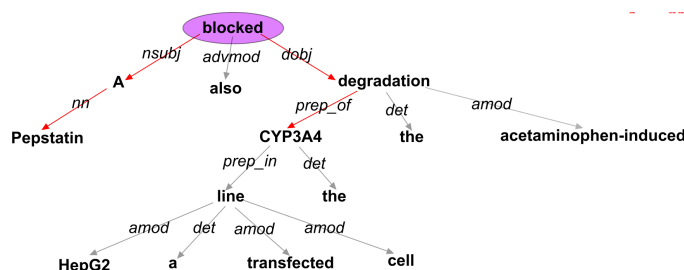 blocked
nsubj advmod dobj
A also degradation
nn prep_of det amod
Pepstatin CYP3A4 the acetaminophen-induced
prep_in det
line the
amod det amod amod
HepG2 a transfected cell